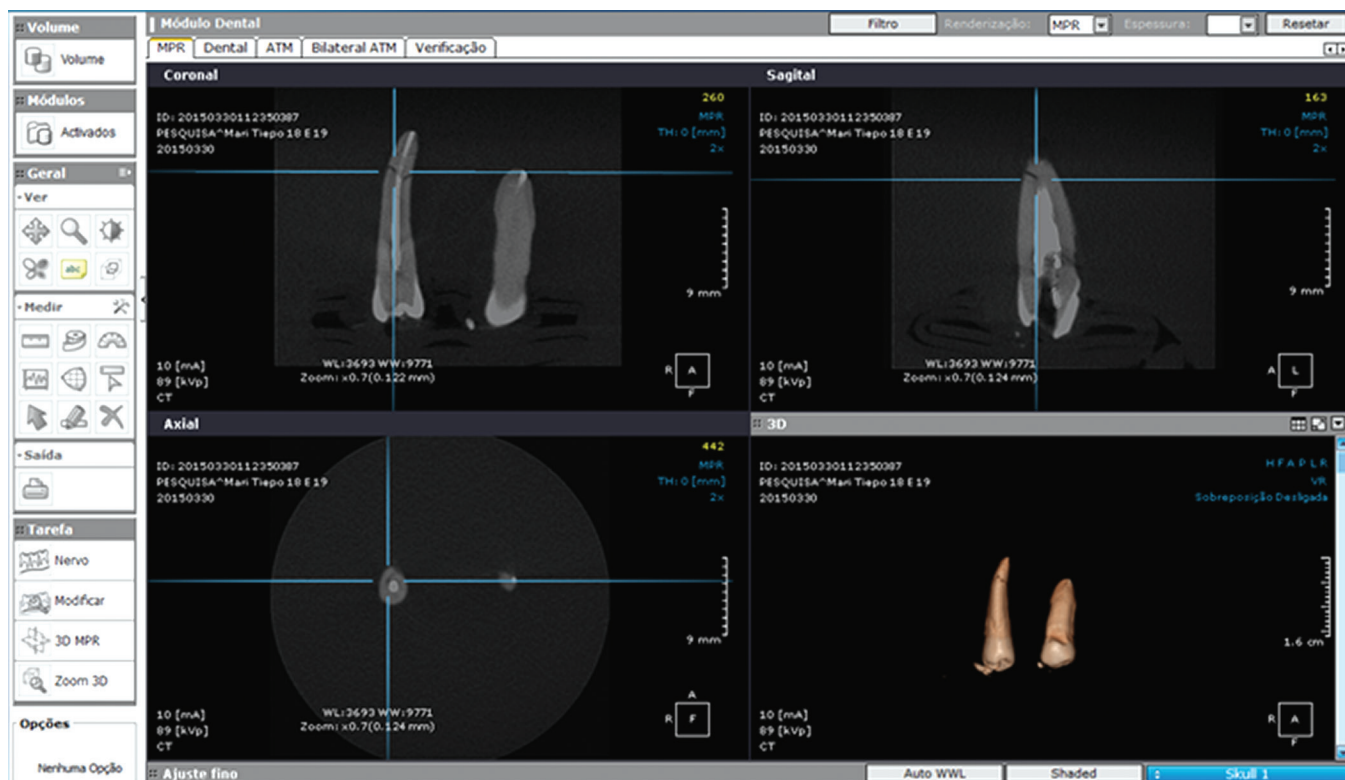 Volume
Volume
Módulos
Activados
Geral
Ver
abc
Medir
Saída
Tarefa
Nervo
Modificar
3D MPR
Zoom 3D
Opções
Nenhuma Opção
Módulo Dental
Filtro
Renderização:
MPR
Espessura:
Resetar
MPR
Dental
ATM
Bilateral ATM
Verificação
Coronal
260
ID: 20150330112350387
MPR
PESQUISA^Mari Tiepo 18 E 19
TH: 0 [mm]
20150330
2x
9 mm
10 [mA]
WL:3693 WW:9771
89 [kVp]
Zoom: x0.7(0.122 mm)
CT
R
A
F
Sagital
163
ID: 20150330112350387
MPR
PESQUISA^Mari Tiepo 18 E 19
TH: 0 [mm]
20150330
2x
9 mm
10 [mA]
WL:3693 WW:9771
89 [kVp]
Zoom: x0.7(0.124 mm)
CT
A
L
F
Axial
442
ID: 20150330112350387
MPR
PESQUISA^Mari Tiepo 18 E 19
TH: 0 [mm]
20150330
2x
9 mm
10 [mA]
WL:3693 WW:9771
89 [kVp]
Zoom: x0.7(0.124 mm)
CT
A
R
F
3D
ID: 20150330112350387
H F A P L R
PESQUISA^Mari Tiepo 18 E 19
VR
20150330
Sobreposição Desligada
1.6 cm
10 [mA]
89 [kVp]
CT
R
A
F
Ajuste fino
Auto WWL
Shaded
Skull 1